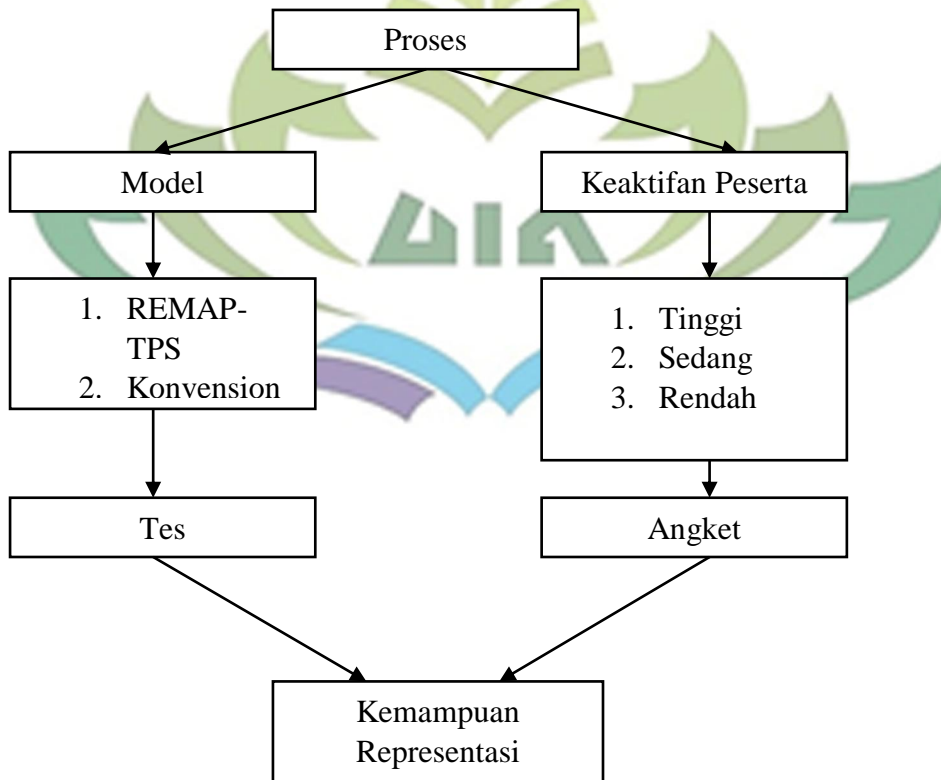 Proses
Model
Keaktifan Peserta
1. REMAP-
TPS
2. Konvension
1. Tinggi
2. Sedang
3. Rendah
Tes
Angket
Kemampuan
Representasi